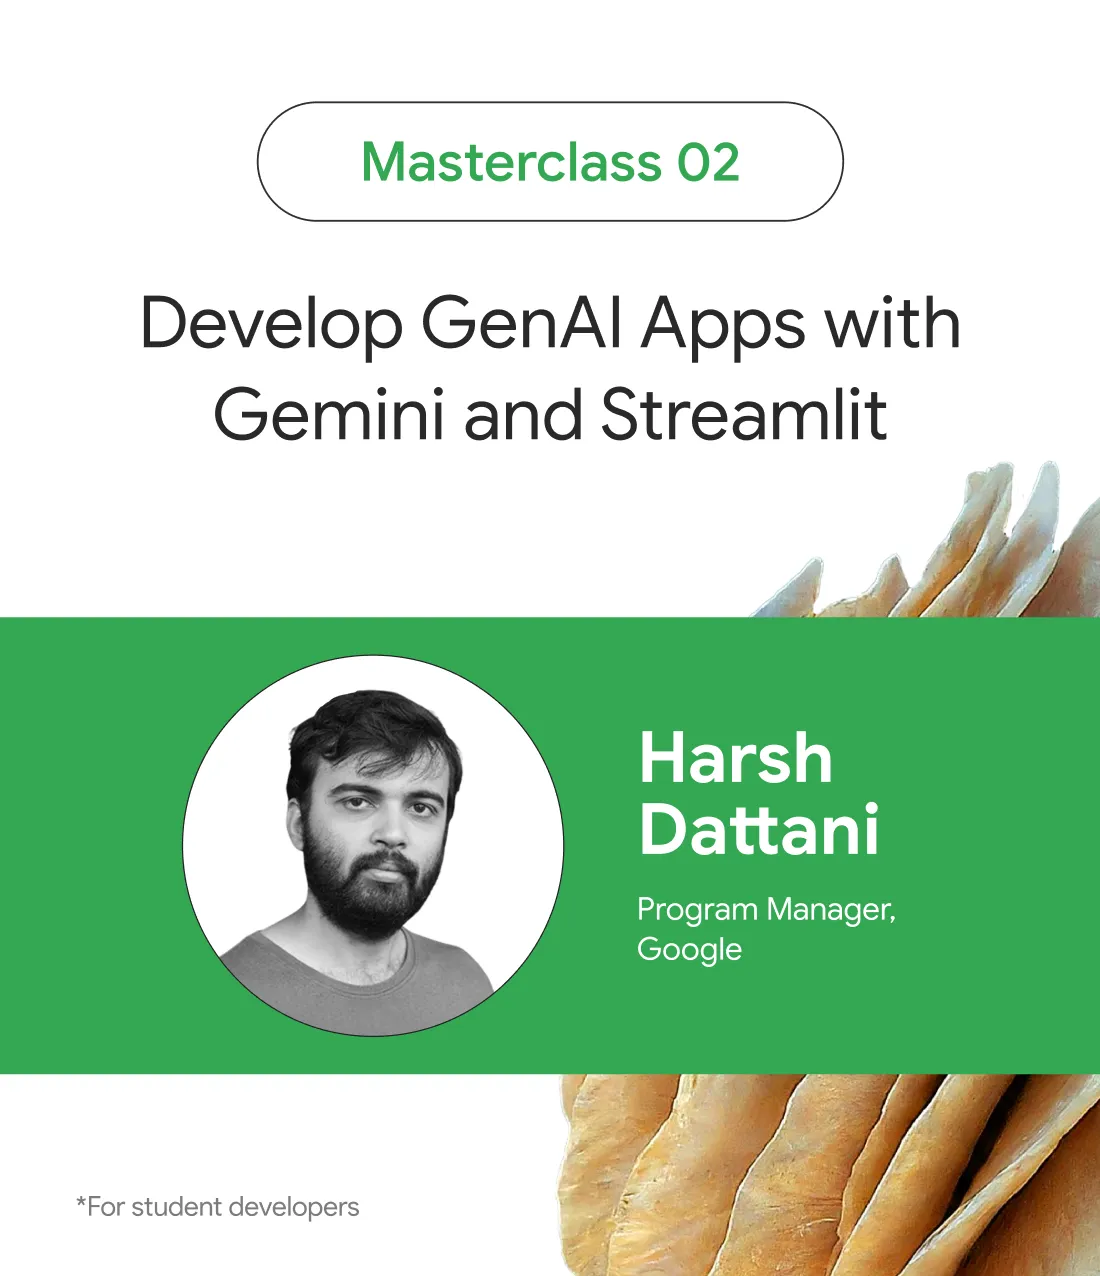 Masterclass 02
Develop GenAI Apps with
Gemini and Streamlit
Harsh
Dattani
Program Manager,
Google
*For student developers